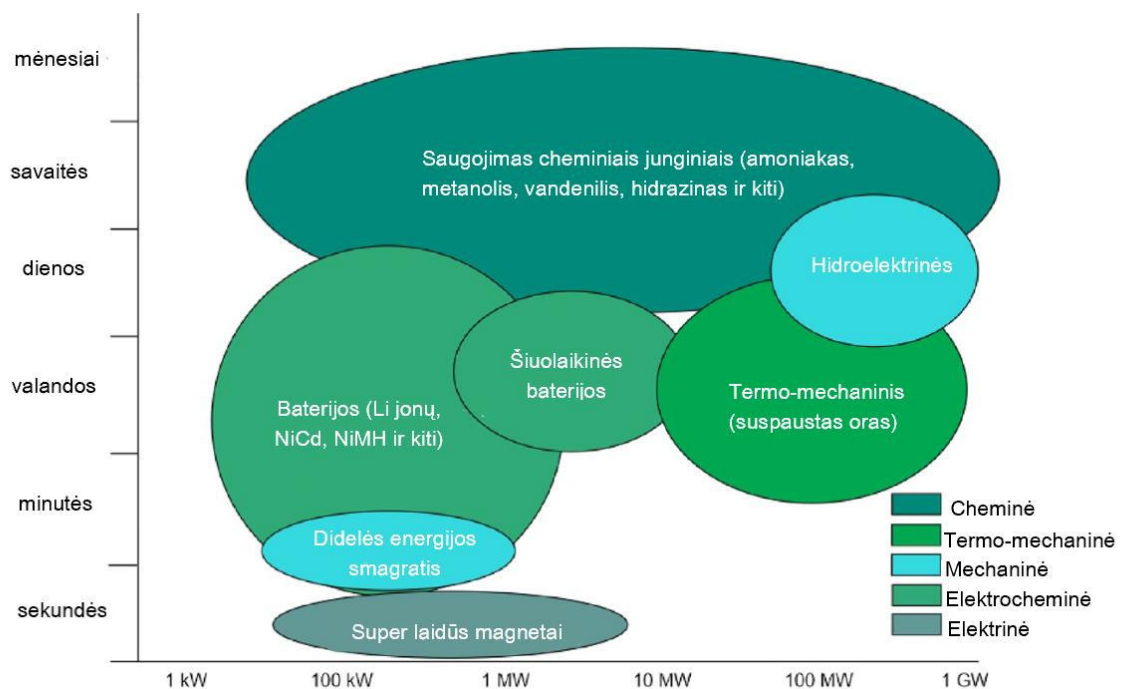 mėnesiai
savaitės
dienos
valandos
minutės
sekundės
Saugojimas cheminiais junginiais (amoniakas,
metanolis, vandenilis, hidrazinas ir kiti)
Hidroelektrinės
Šiuolaikinės
baterijos
Termo-mechaninis
(suspaustas oras)
Baterijos (Li jonų,
NiCd, NiMH ir kiti)
Didelės energijos
smagratis
Super laidūs magnetai
Cheminė
Termo-mechaninė
Mechaninė
Elektrocheminė
Elektrinė
1 kW
100 kW
1 MW
10 MW
100 MW
1 GW